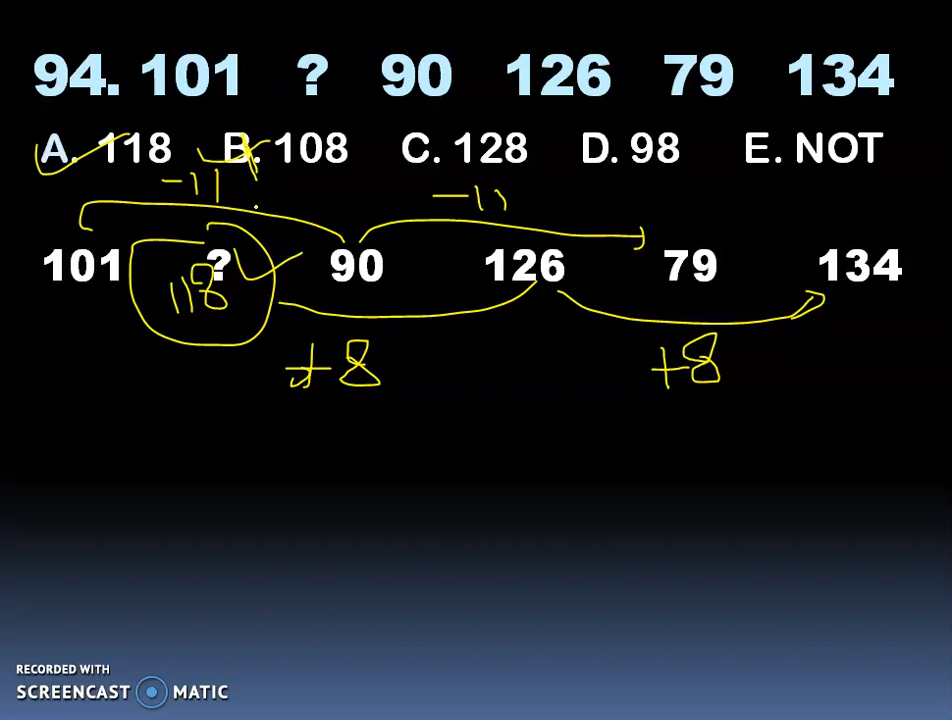 94. 101 ? 90 126 79 134
A. 118 B. 108 C. 128 D. 98 E. NOT
-11 -11
101 ? 90 126 79 134
118
+8 +8
RECORDED WITH
SCREENCAST MATIC